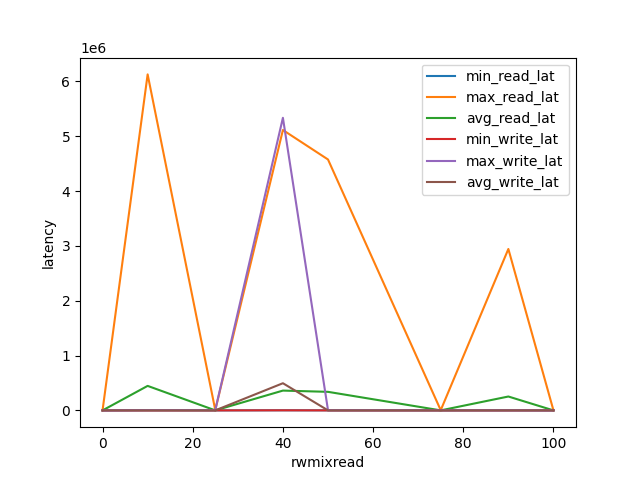 1e6
6
5
4
3
2
1
0
latency
0 20 40 60 80 100
rwmixread
min_read_lat
max_read_lat
avg_read_lat
min_write_lat
max_write_lat
avg_write_lat